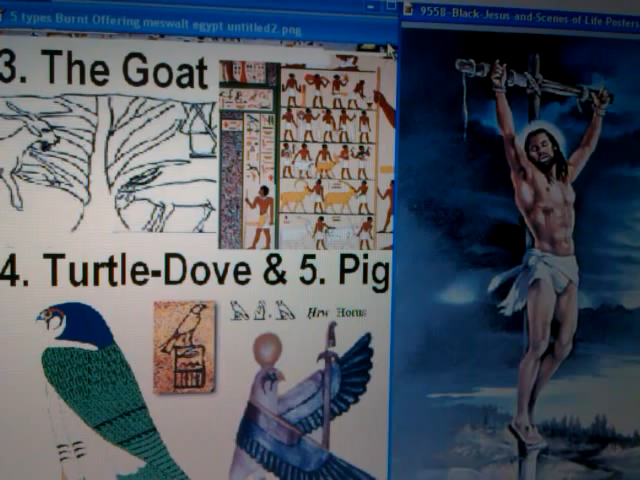 5 types Burnt Offering meswalt egypt untitled2.png
9558-Black-Jesus-and-Scenes-of-Life-Posters
3. The Goat
4. Turtle-Dove & 5. Pig
Hrw Horus